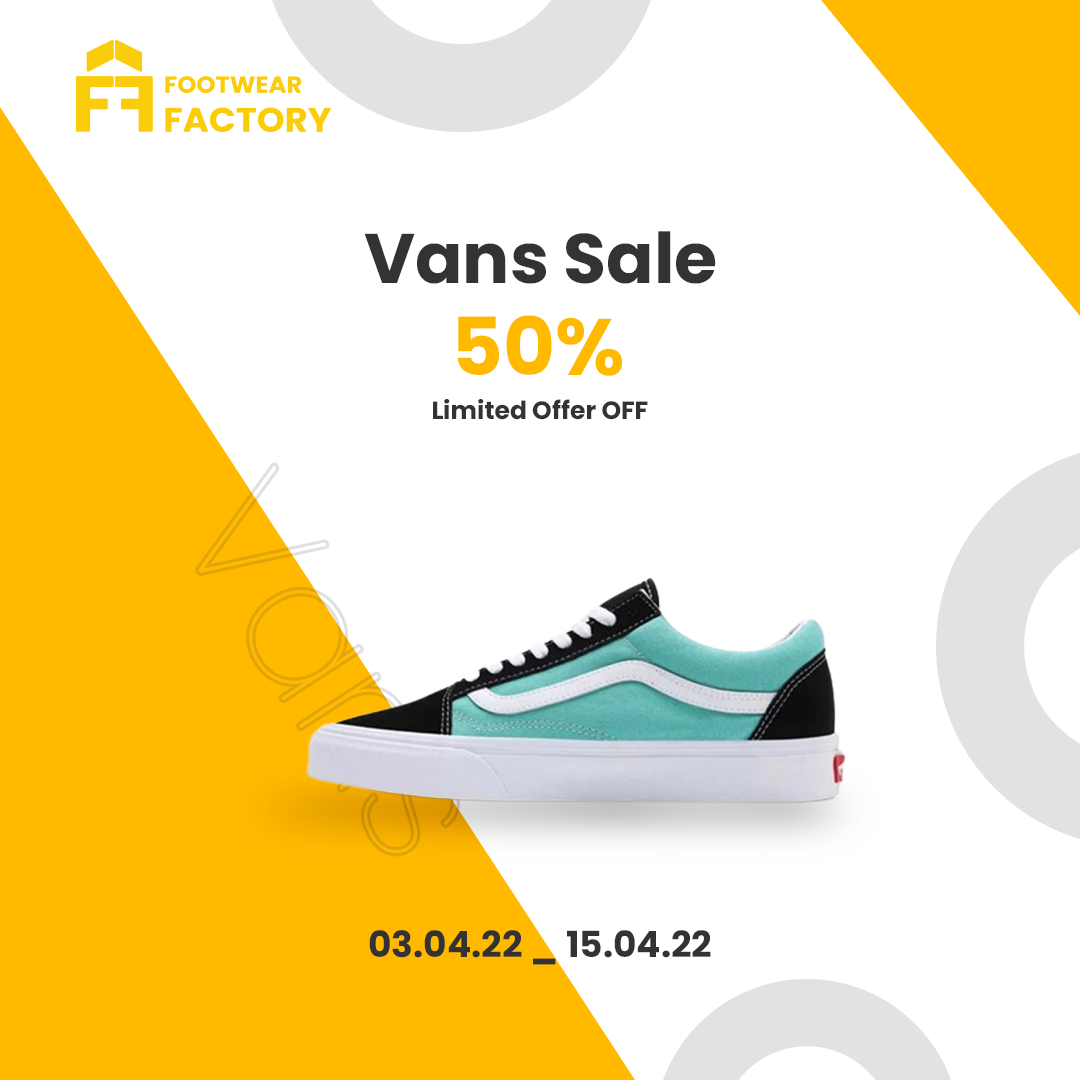 FOOTWEAR
FACTORY
Vans Sale
50%
Limited Offer OFF
Vans
03.04.22 _ 15.04.22